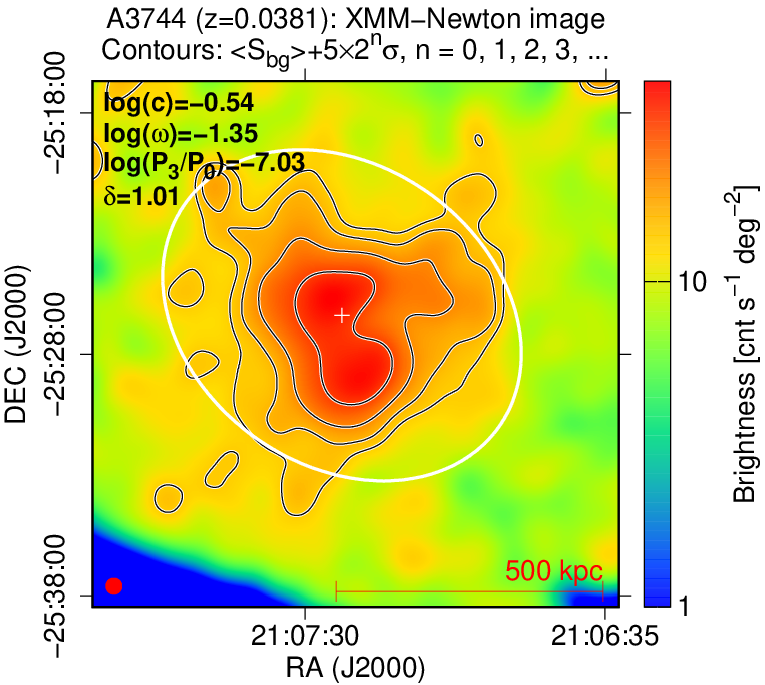 A3744 (z=0.0381): XMM−Newton image
Contours: <S_bg>+5×2^nσ, n = 0, 1, 2, 3, ...
log(c)=−0.54
log(ω)=−1.35
log(P_3/P_0)=−7.03
δ=1.01
−25:18:00
−25:28:00
−25:38:00
DEC (J2000)
500 kpc
21:07:30
21:06:35
RA (J2000)
10
1
Brightness [cnt s^−1 deg^−2]